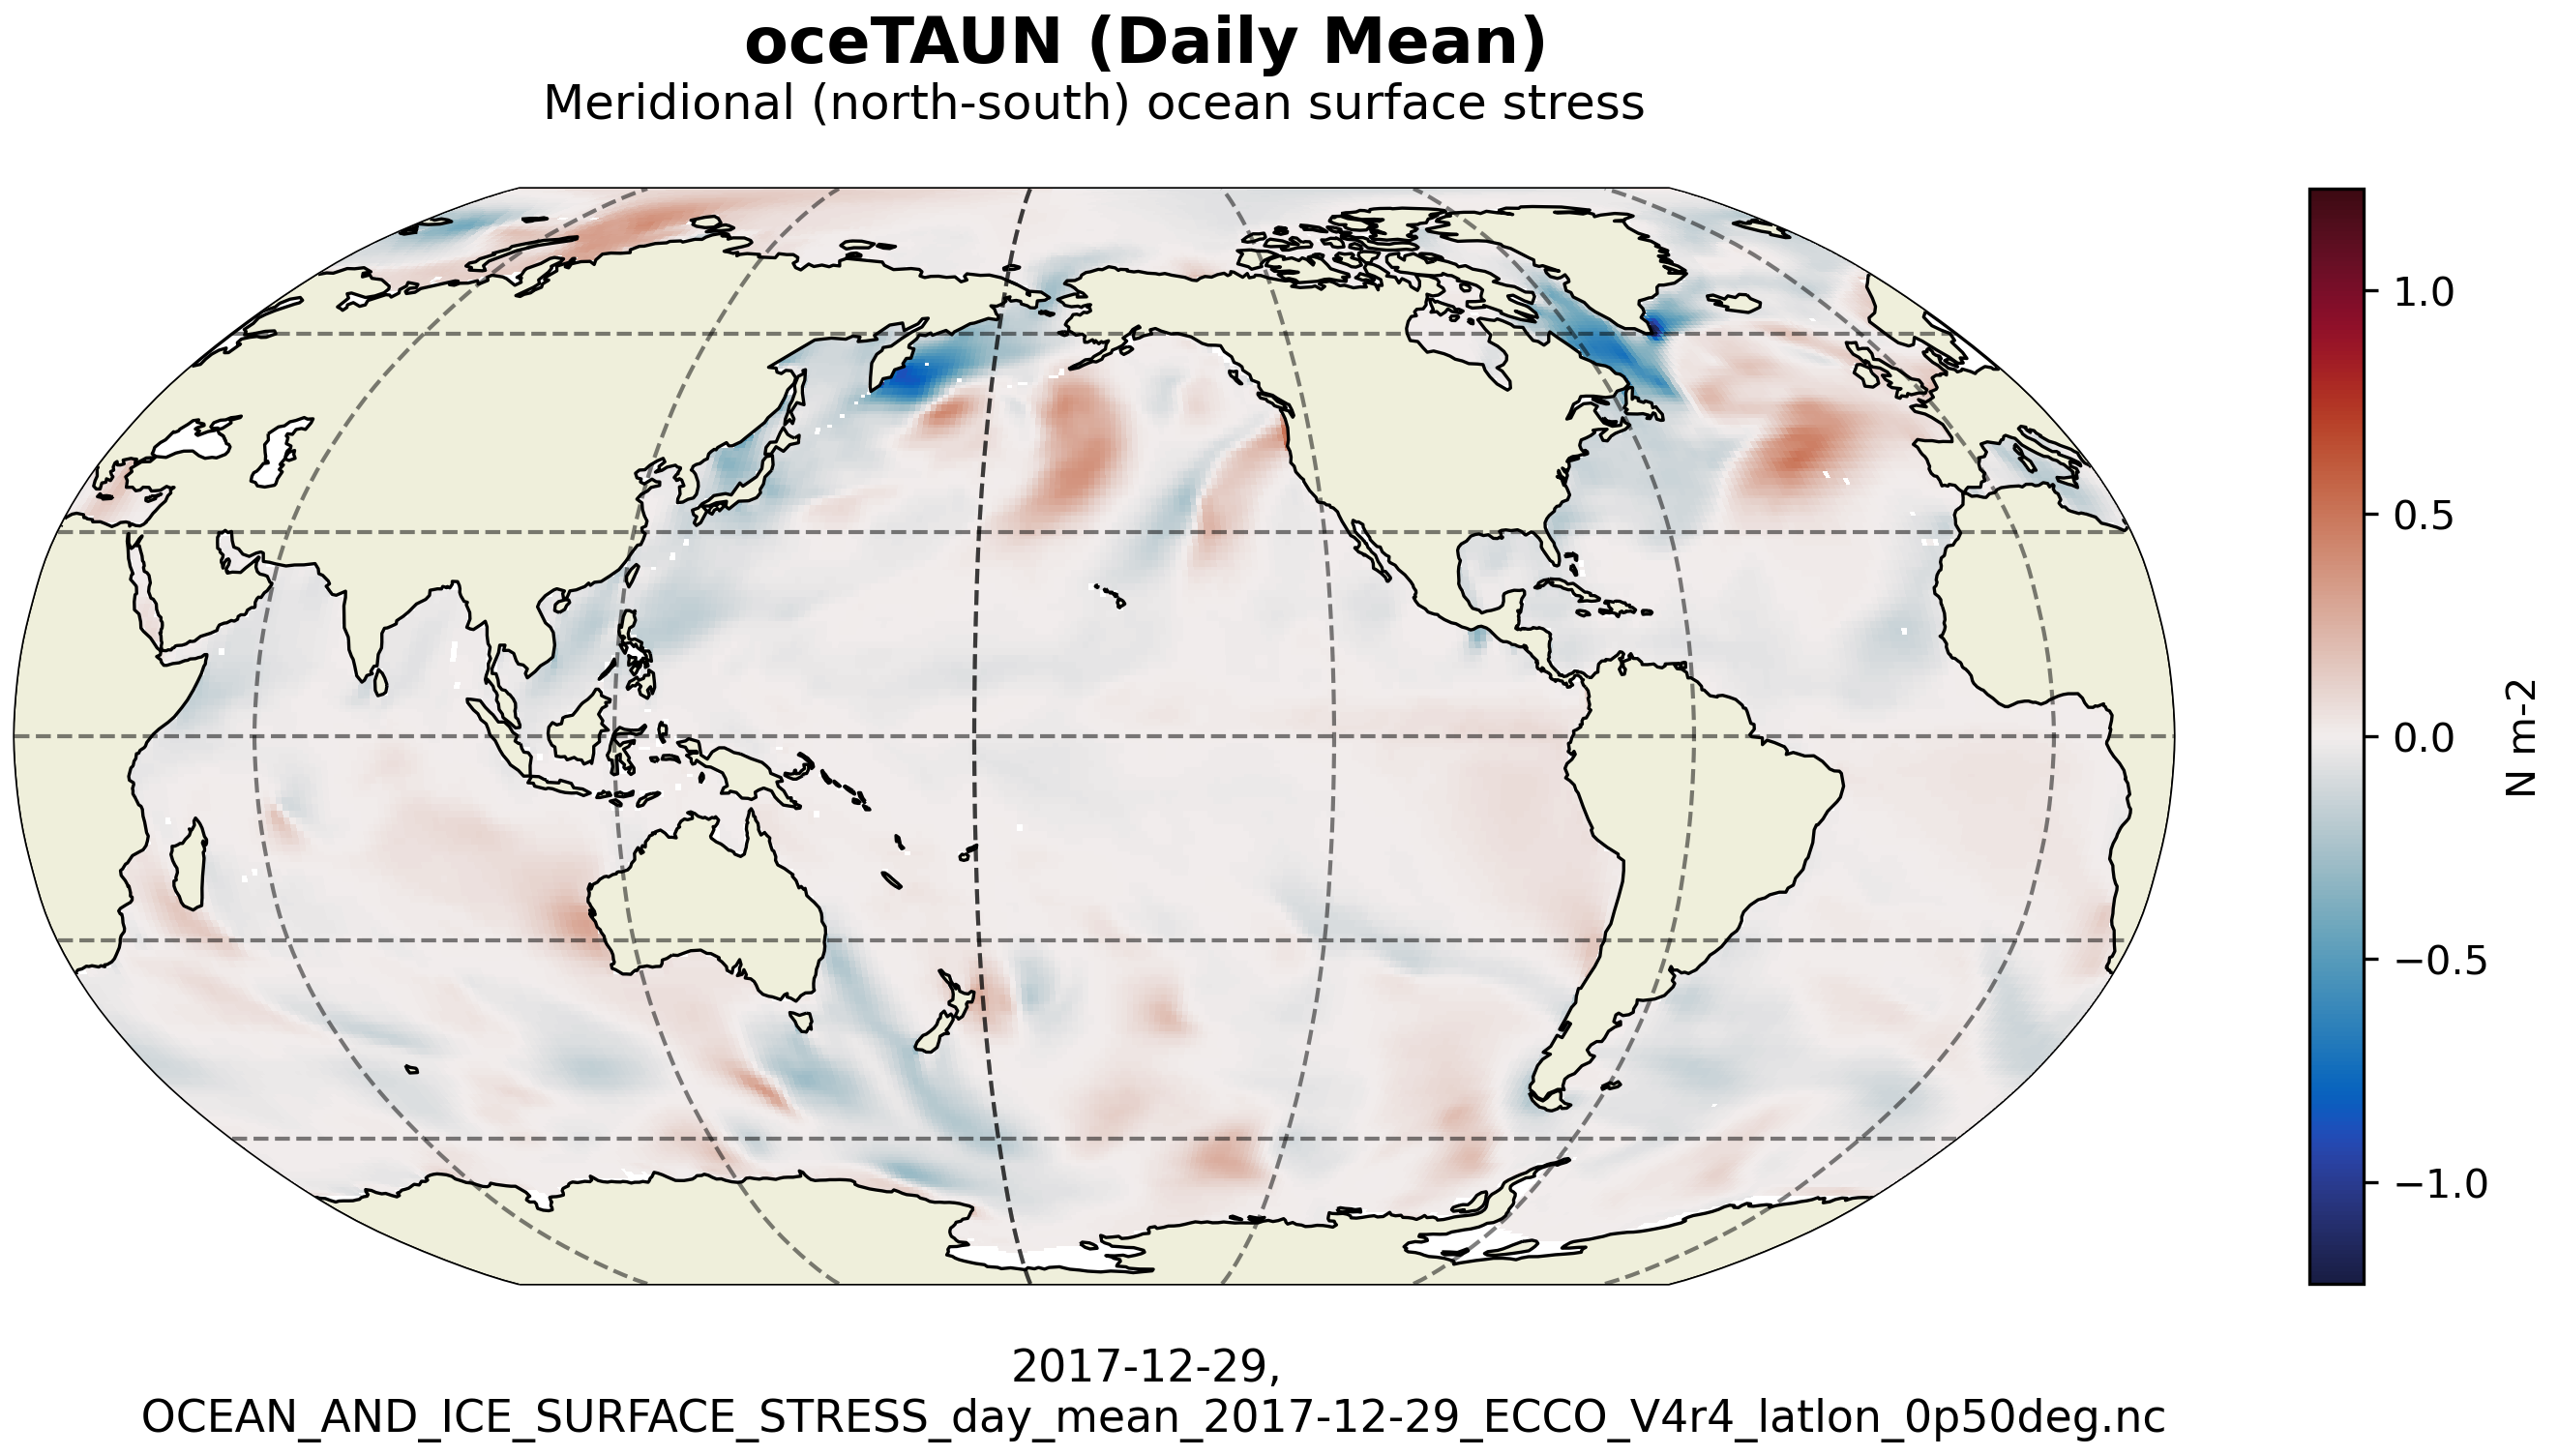 oceTAUN (Daily Mean)
Meridional (north-south) ocean surface stress
1.0
0.5
0.0
−0.5
−1.0
N m-2
2017-12-29,
OCEAN_AND_ICE_SURFACE_STRESS_day_mean_2017-12-29_ECCO_V4r4_latlon_0p50deg.nc